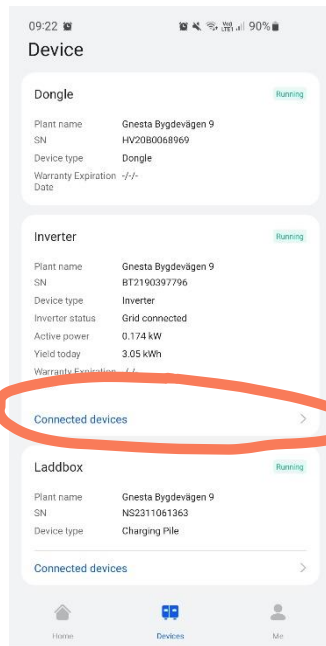 09:22 90%
Device
Dongle Running
Plant name Gnesta Bygdevägen 9
SN HV20B0068969
Device type Dongle
Warranty Expiration -/-/-
Date
Inverter Running
Plant name Gnesta Bygdevägen 9
SN BT2190397796
Device type Inverter
Inverter status Grid connected
Active power 0.174 kW
Yield today 3.05 kWh
Warranty Expiration -/-/-
Connected devices
Laddbox Running
Plant name Gnesta Bygdevägen 9
SN NS2311061363
Device type Charging Pile
Connected devices
Home Devices Me